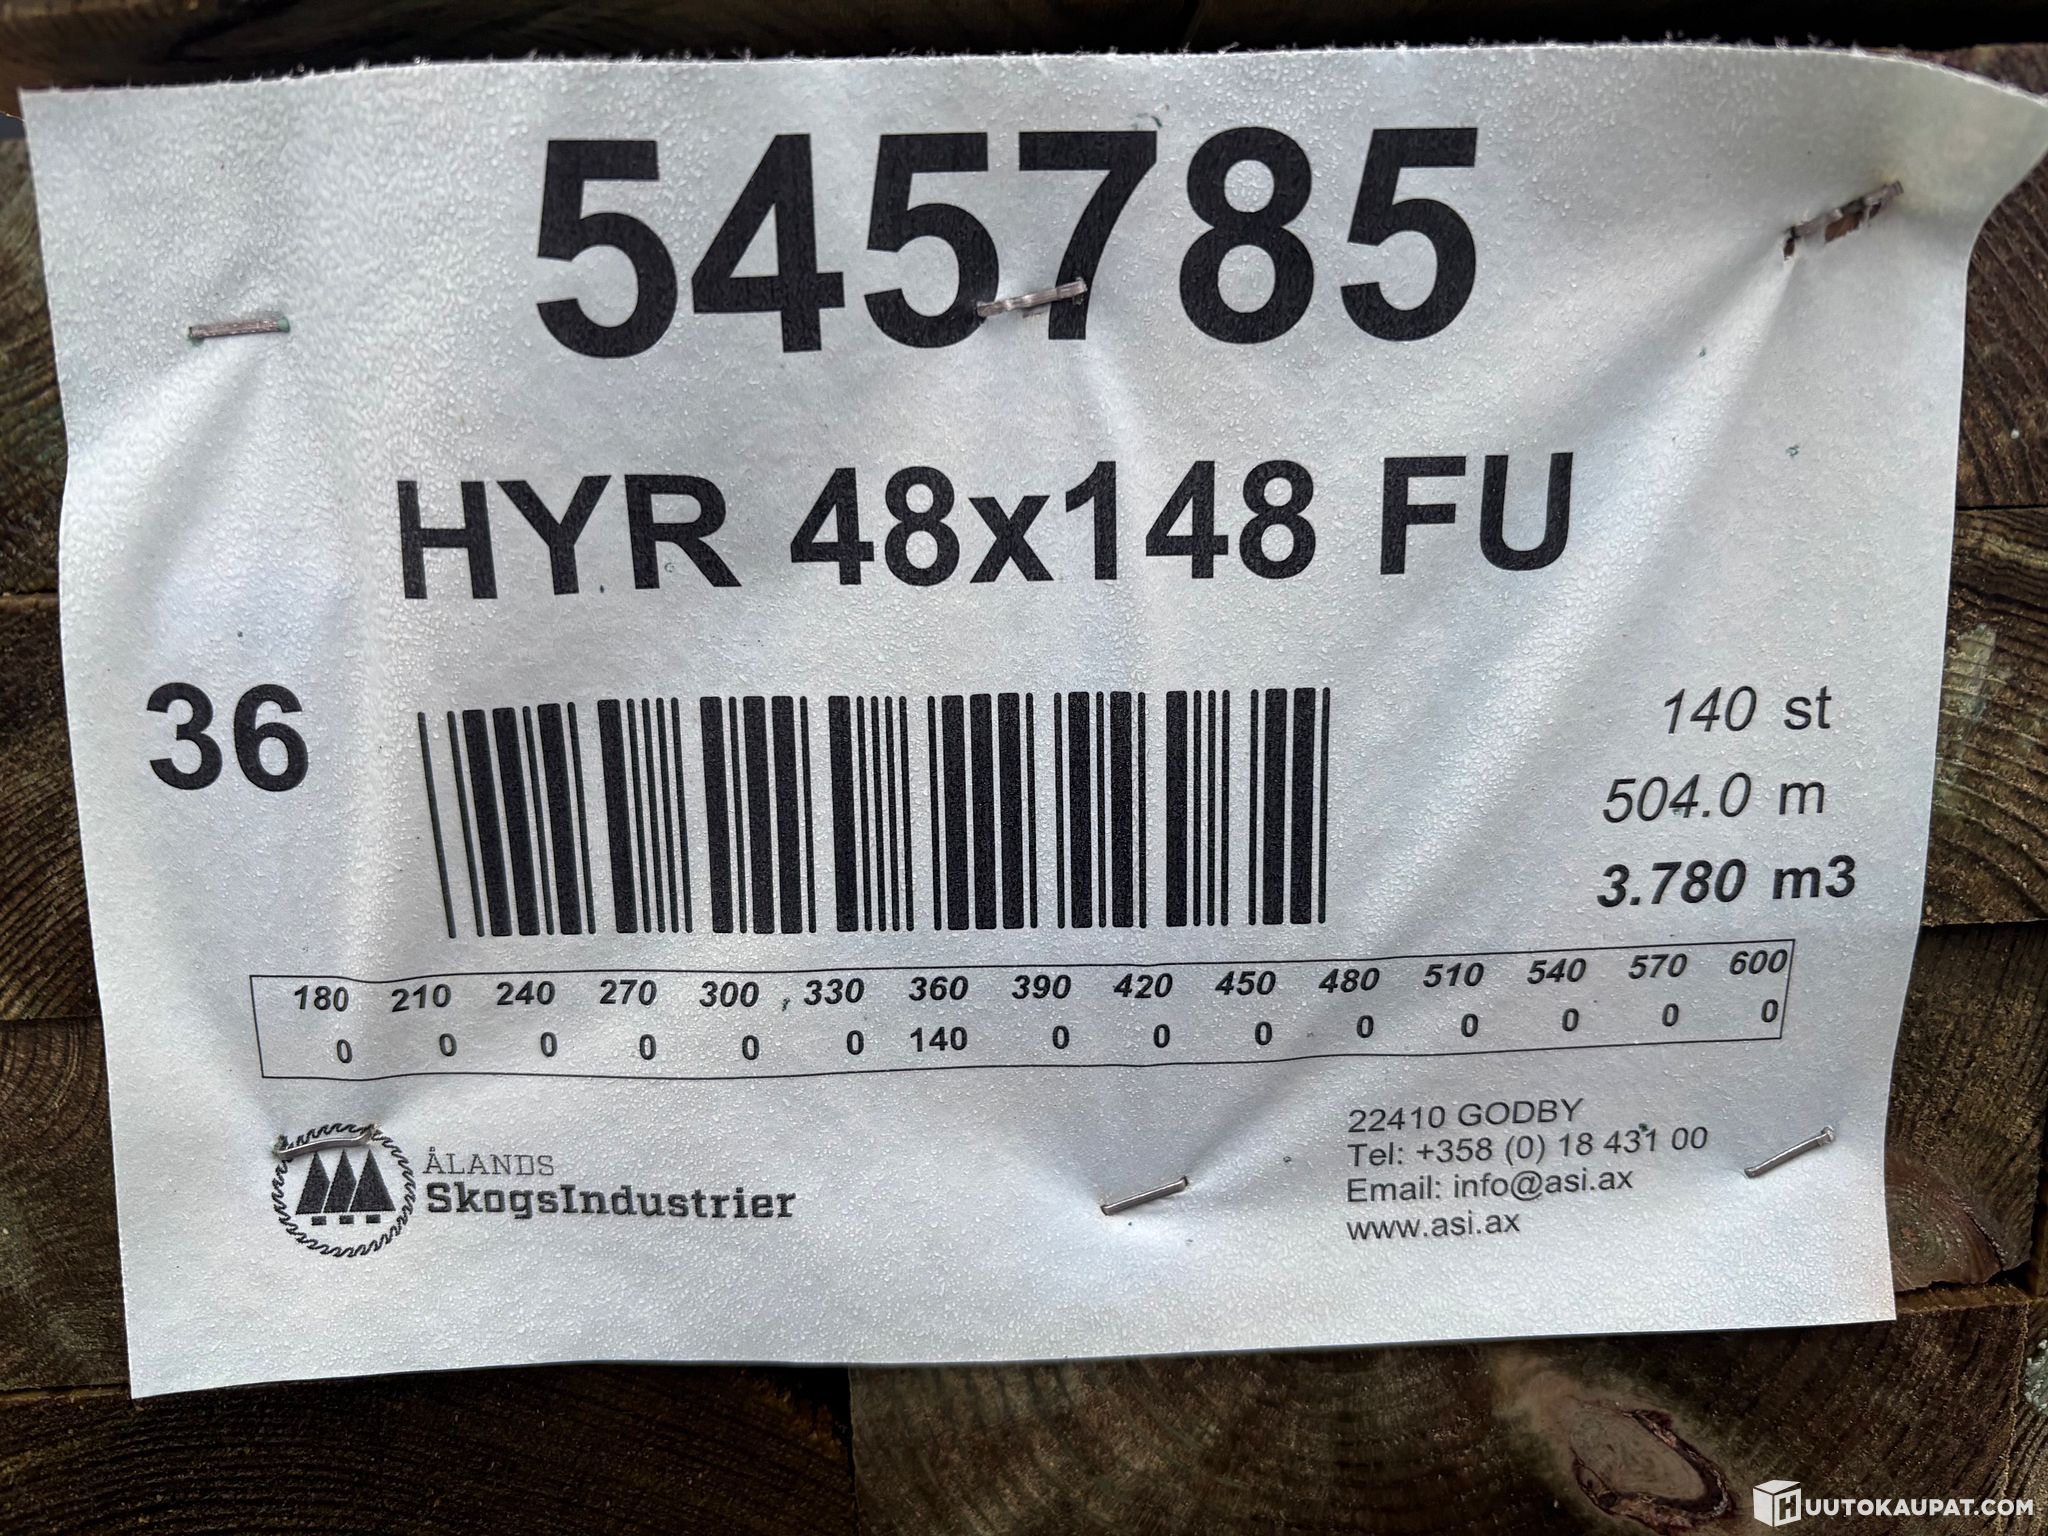 545785
HYR 48x148 FU
36
140 st
504.0 m
3.780 m3
180 210 240 270 300 330 360 390 420 450 480 510 540 570 600
0 0 0 0 0 0 140 0 0 0 0 0 0 0 0
ÅLANDS
SkogsIndustrier
22410 GODBY
Tel: +358 (0) 18 431 00
Email: info@asi.ax
www.asi.ax
HUUTOKAUPAT.COM